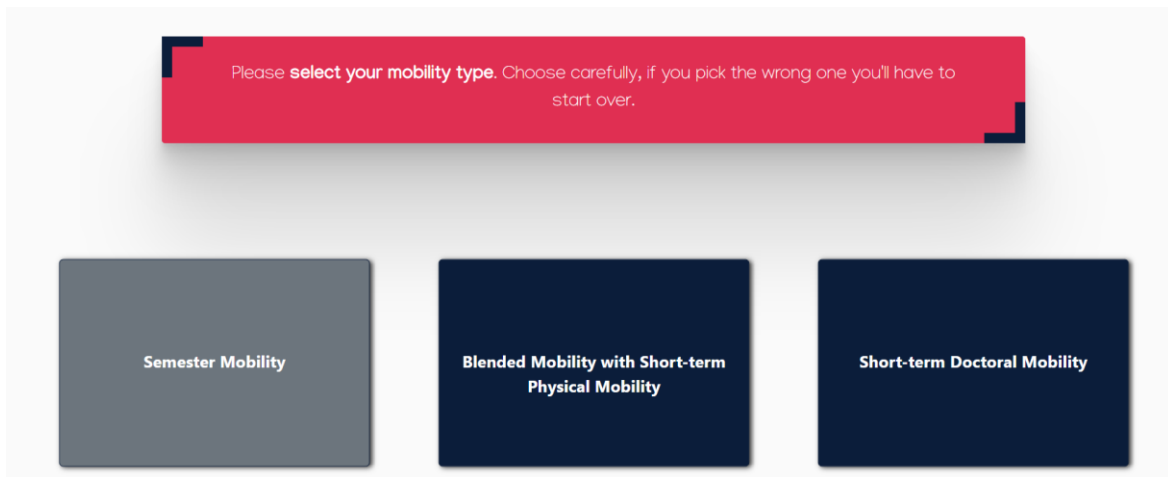 Please select your mobility type. Choose carefully, if you pick the wrong one you'll have to
start over.
Semester Mobility
Blended Mobility with Short-term
Physical Mobility
Short-term Doctoral Mobility